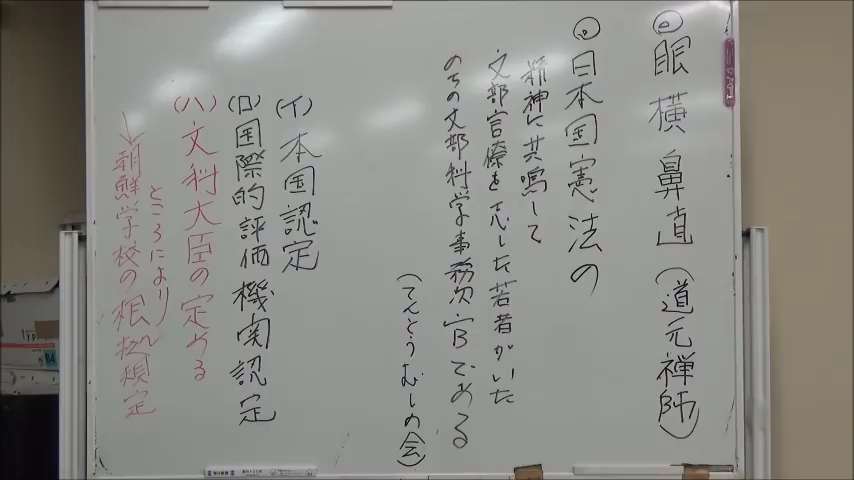 ◎眼横鼻直(道元禅師)
◎日本国憲法の
精神に共鳴して
文部官僚を志した若者がいた
のちの文部科学事務次官である
(てんとうむしの会)
(イ)本国認定
(ロ)国際的評価機関認定
(ハ)文科大臣の定める
ところにより
→朝鮮学校の根拠規定